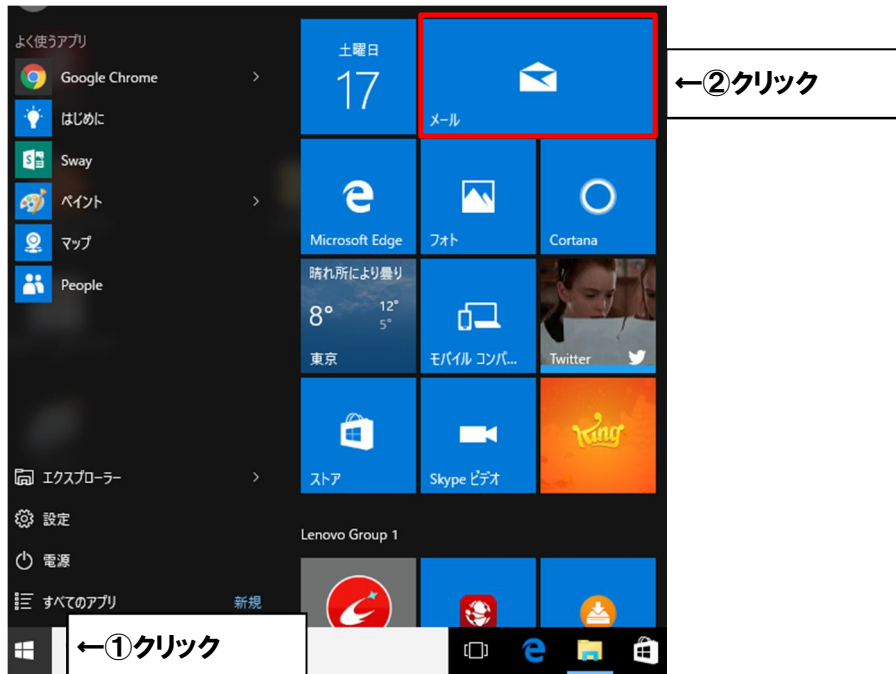 よく使うアプリ
Google Chrome
はじめに
Sway
ペイント
マップ
People
エクスプローラー
設定
電源
すべてのアプリ 新規
←①クリック
土曜日
17
メール
←②クリック
Microsoft Edge
フォト
Cortana
晴れ所により曇り
8° 12°
5°
東京
モバイル コンパ...
Twitter
ストア
Skype ビデオ
King
Lenovo Group 1